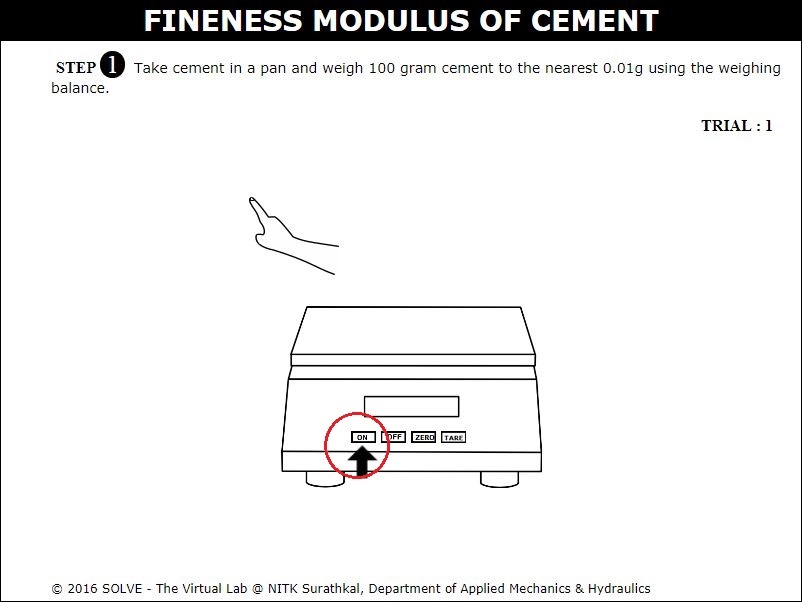 FINENESS MODULUS OF CEMENT
STEP 1 Take cement in a pan and weigh 100 gram cement to the nearest 0.01g using the weighing
balance.
TRIAL : 1
ON OFF ZERO TARE
© 2016 SOLVE - The Virtual Lab @ NITK Surathkal, Department of Applied Mechanics & Hydraulics